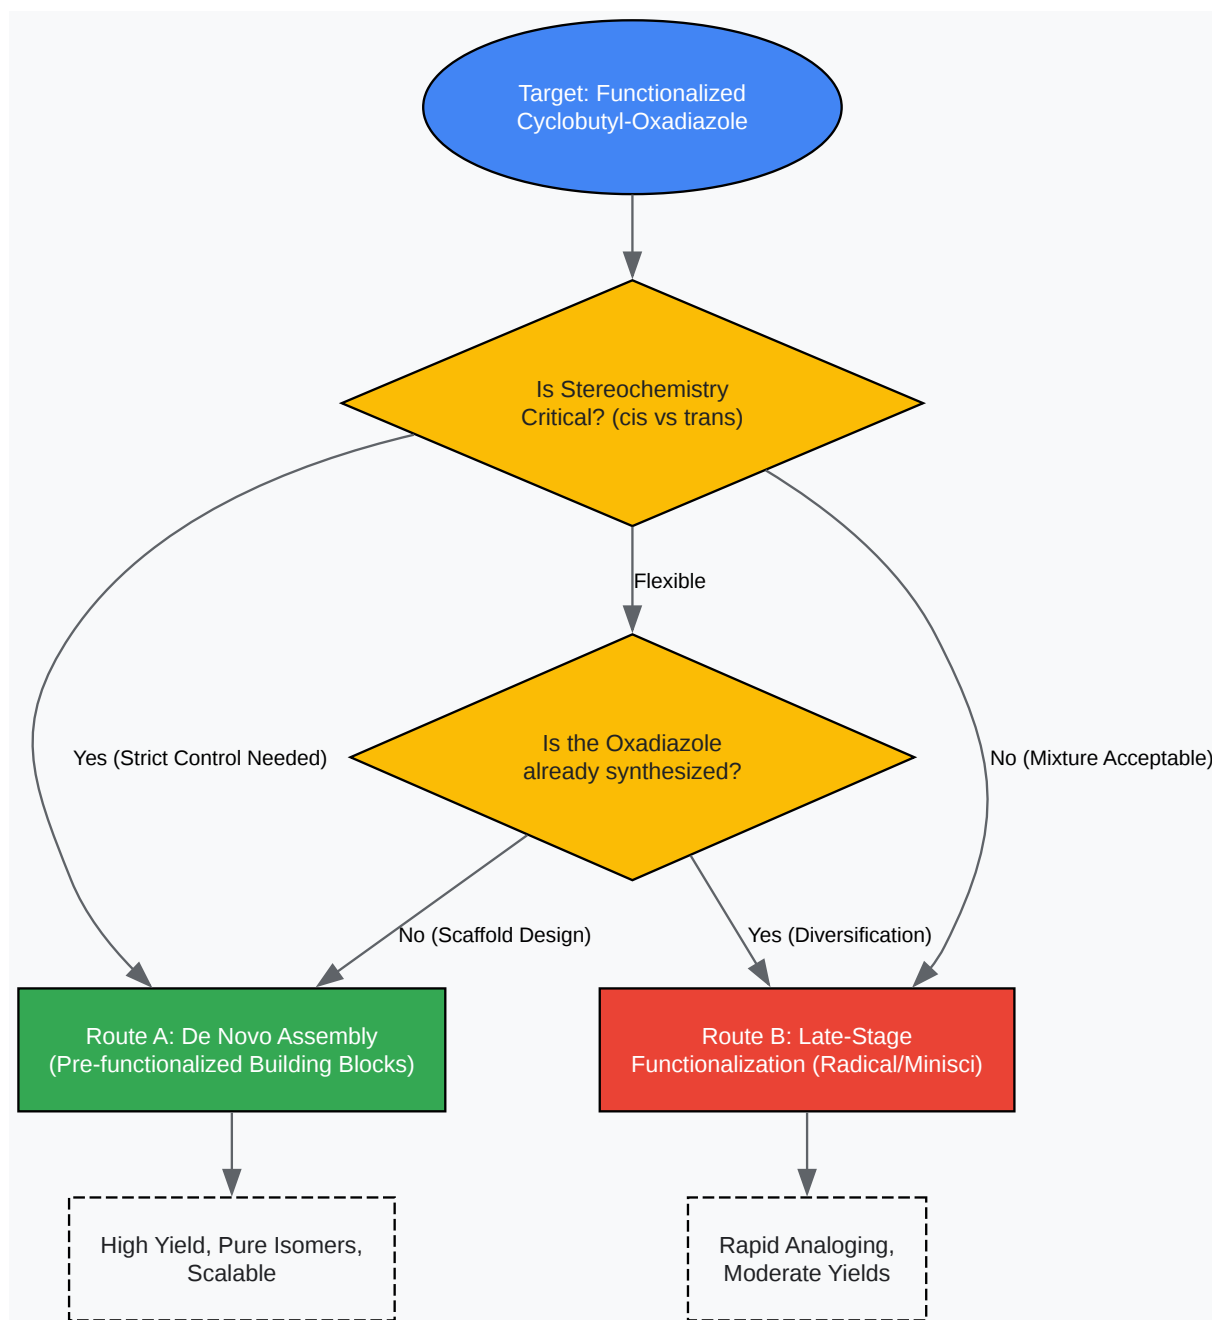 Target: Functionalized
Cyclobutyl-Oxadiazole
Is Stereochemistry
Critical? (cis vs trans)
Flexible
Is the Oxadiazole
already synthesized?
Yes (Strict Control Needed)
No (Mixture Acceptable)
No (Scaffold Design)
Yes (Diversification)
Route A: De Novo Assembly
(Pre-functionalized Building Blocks)
Route B: Late-Stage
Functionalization (Radical/Minisci)
High Yield, Pure Isomers,
Scalable
Rapid Analoging,
Moderate Yields